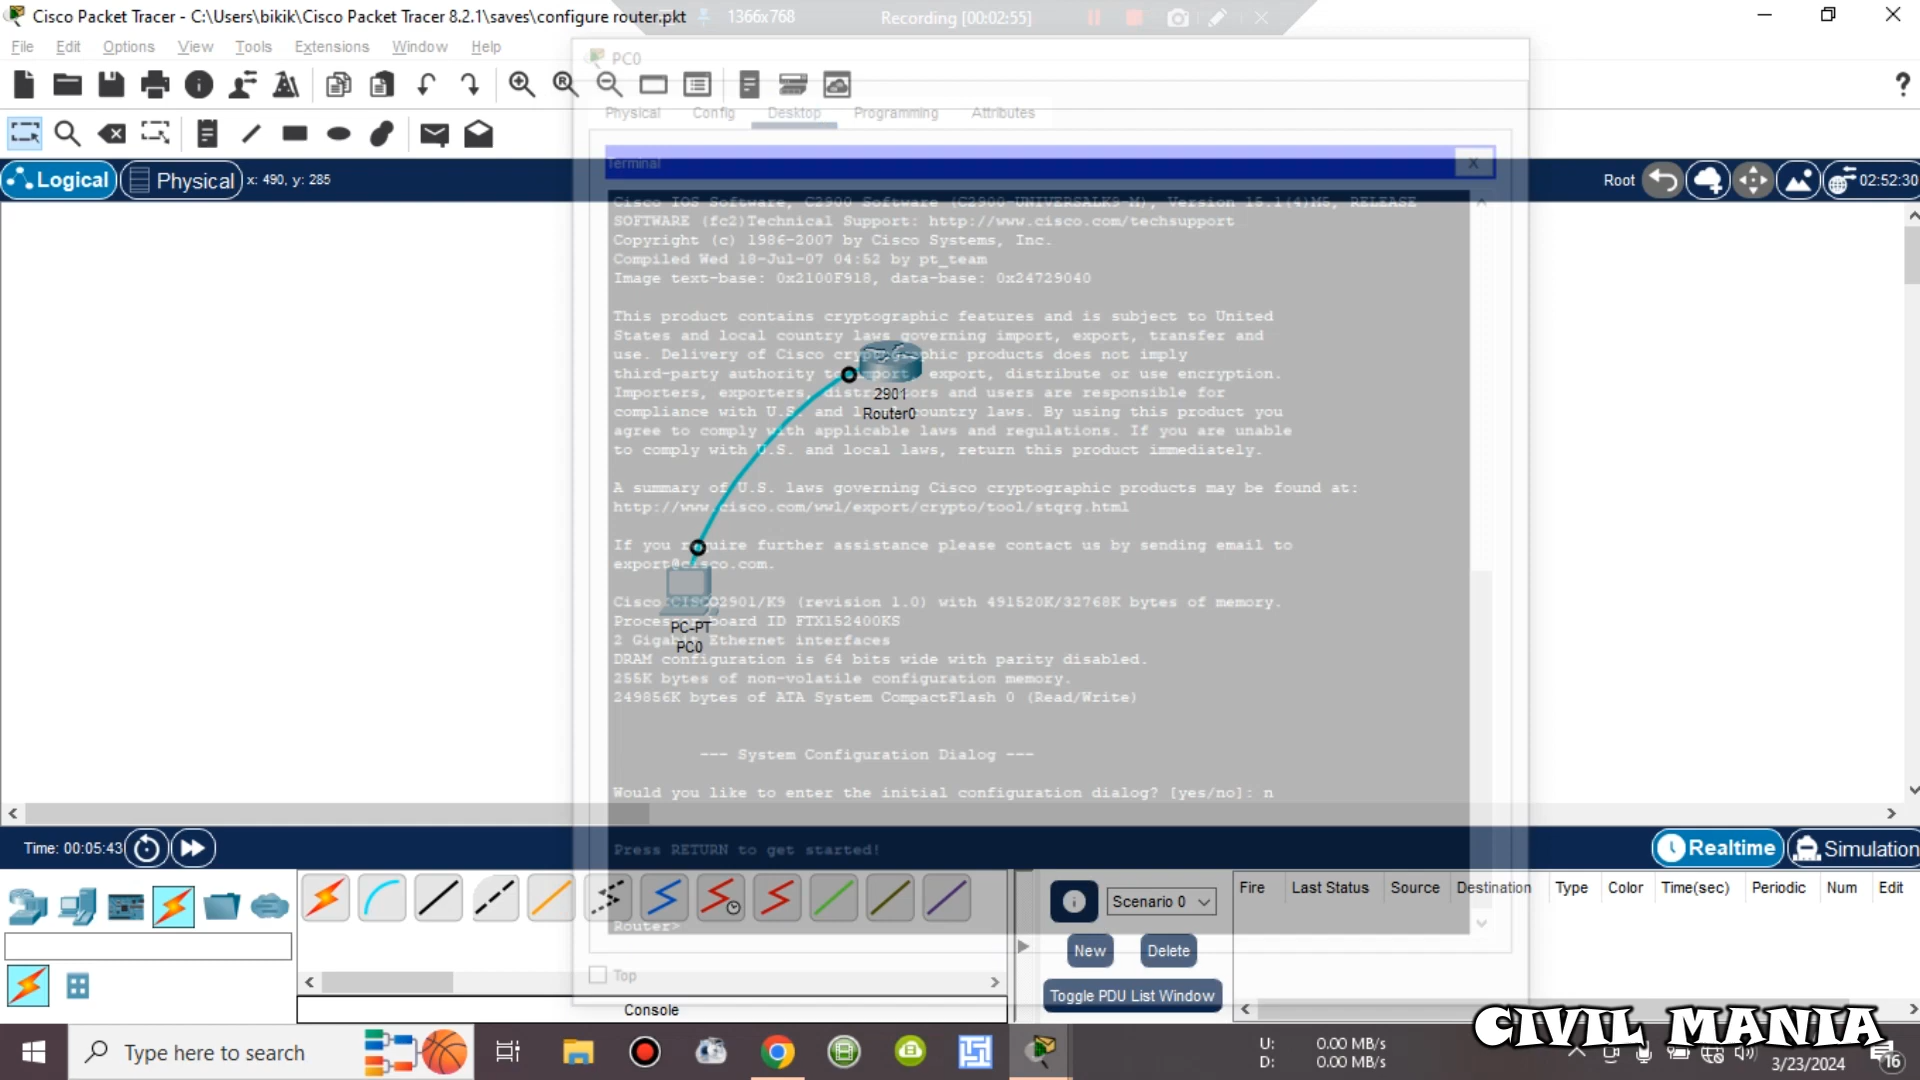 Cisco Packet Tracer - C:\Users\bikik\Cisco Packet Tracer 8.2.1\saves\configure router.pkt
1366x768
Recording [00:02:55]
File Edit Options View Tools Extensions Window Help
PC0
Physical Config Desktop Programming Attributes
Terminal
X
Logical
Physical
x: 490, y: 285
Root
02:52:30
Cisco IOS Software, C2900 Software (C2900-UNIVERSALK9-M), Version 15.1(4)M5, RELEASE
SOFTWARE (fc2)Technical Support: http://www.cisco.com/techsupport
Copyright (c) 1986-2007 by Cisco Systems, Inc.
Compiled Wed 18-Jul-07 04:52 by pt_team
Image text-base: 0x2100F918, data-base: 0x24729040
This product contains cryptographic features and is subject to United
States and local country laws governing import, export, transfer and
use. Delivery of Cisco cryptographic products does not imply
third-party authority to import, export, distribute or use encryption.
Importers, exporters, distributors and users are responsible for
compliance with U.S. and local country laws. By using this product you
agree to comply with applicable laws and regulations. If you are unable
to comply with U.S. and local laws, return this product immediately.
2901
Router0
A summary of U.S. laws governing Cisco cryptographic products may be found at:
http://www.cisco.com/wwl/export/crypto/tool/stqrg.html
If you require further assistance please contact us by sending email to
export@cisco.com.
Cisco CISCO2901/K9 (revision 1.0) with 491520K/32768K bytes of memory.
Processor board ID FTX152400KS
2 Gigabit Ethernet interfaces
DRAM configuration is 64 bits wide with parity disabled.
255K bytes of non-volatile configuration memory.
249856K bytes of ATA System CompactFlash 0 (Read/Write)
PC-PT
PC0
--- System Configuration Dialog ---
Would you like to enter the initial configuration dialog? [yes/no]: n
Press RETURN to get started!
Router>
Top
Time: 00:05:43
Realtime
Simulation
Scenario 0
New
Delete
Toggle PDU List Window
Fire Last Status Source Destination Type Color Time(sec) Periodic Num Edit
Console
CIVIL MANIA
Type here to search
U: 0.00 MB/s
D: 0.00 MB/s
3/23/2024
16